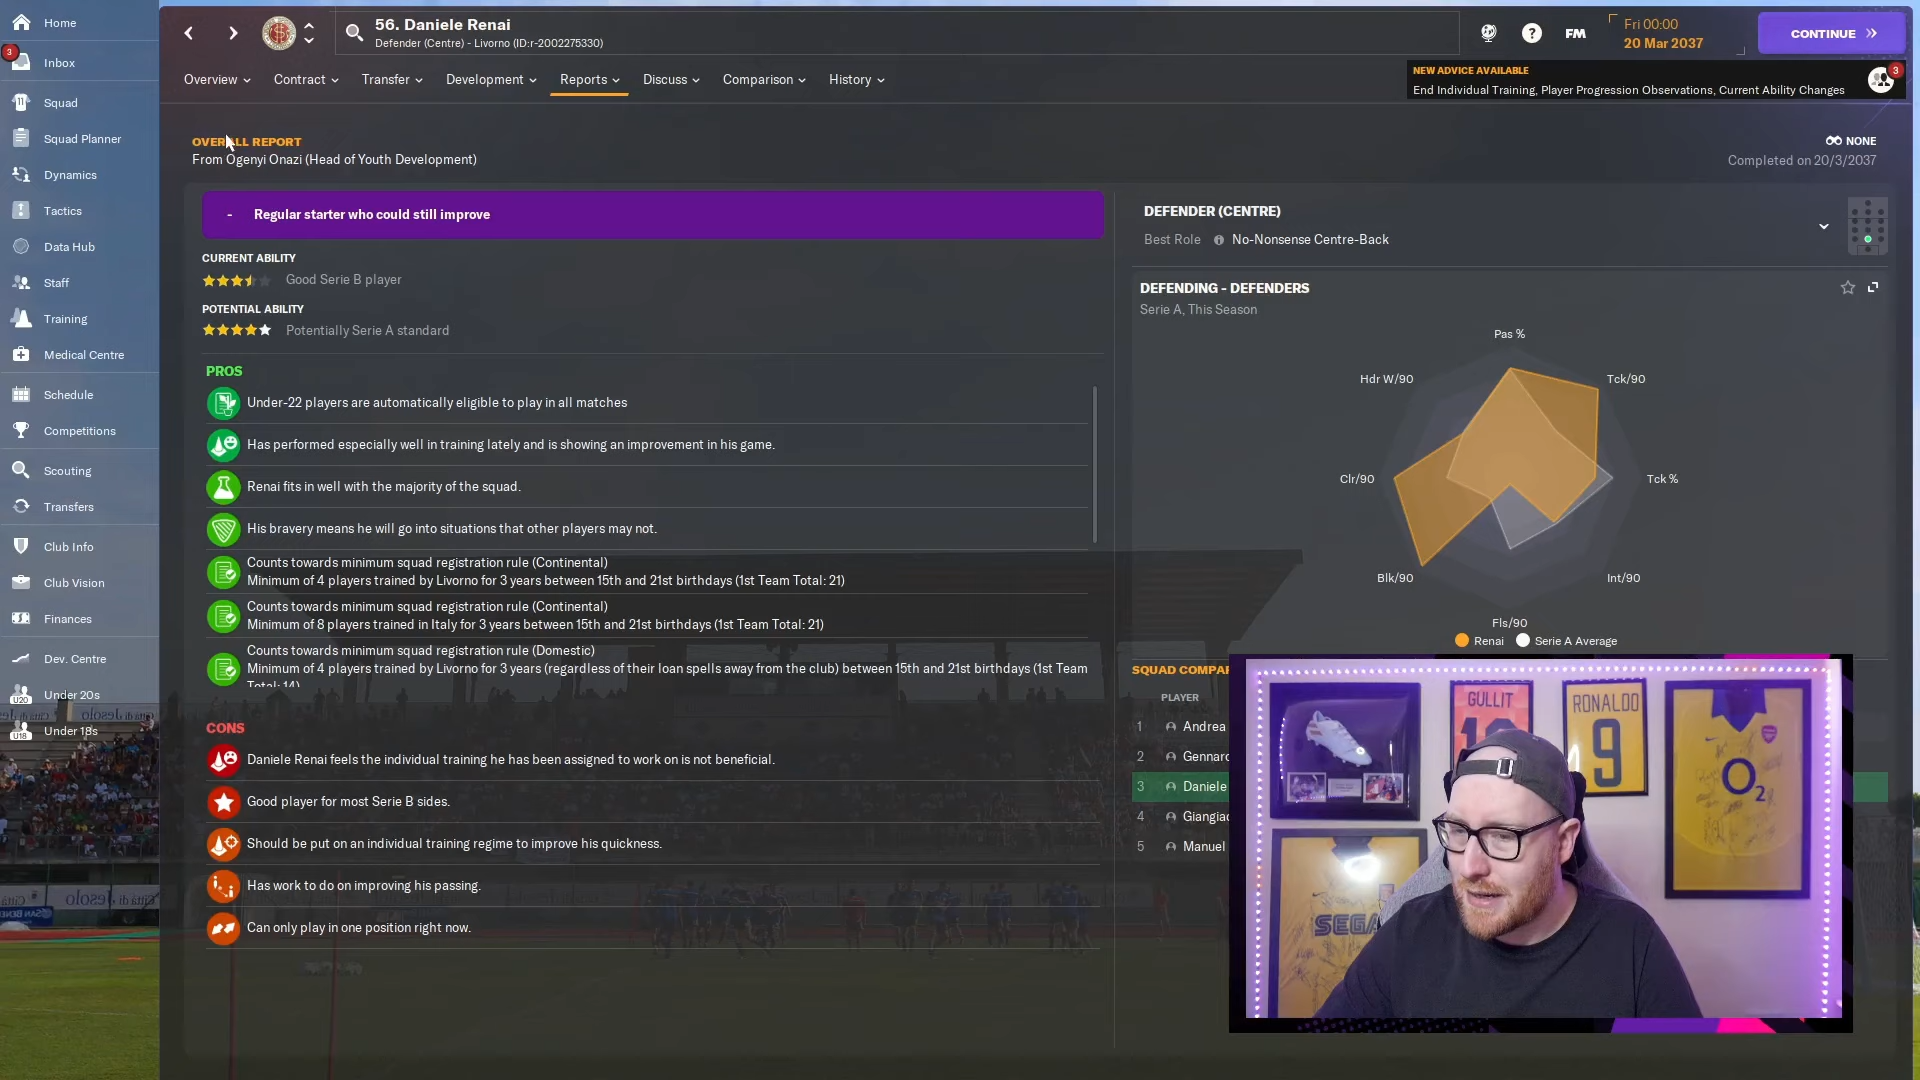 Home
3
Inbox
Squad
Squad Planner
Dynamics
Tactics
Data Hub
Staff
Training
Medical Centre
Schedule
Competitions
Scouting
Transfers
Club Info
Club Vision
Finances
Dev. Centre
U20
Under 20s
U18
Under 18s
56. Daniele Renai
Defender (Centre) - Livorno (ID:r-2002275330)
FM
Fri 00:00
20 Mar 2037
CONTINUE
Overview
Contract
Transfer
Development
Reports
Discuss
Comparison
History
NEW ADVICE AVAILABLE
End Individual Training, Player Progression Observations, Current Ability Changes
3
OVERALL REPORT
From Ogenyi Onazi (Head of Youth Development)
NONE
Completed on 20/3/2037
- Regular starter who could still improve
CURRENT ABILITY
Good Serie B player
POTENTIAL ABILITY
Potentially Serie A standard
PROS
Under-22 players are automatically eligible to play in all matches
Has performed especially well in training lately and is showing an improvement in his game.
Renai fits in well with the majority of the squad.
His bravery means he will go into situations that other players may not.
Counts towards minimum squad registration rule (Continental)
Minimum of 4 players trained by Livorno for 3 years between 15th and 21st birthdays (1st Team Total: 21)
Counts towards minimum squad registration rule (Continental)
Minimum of 8 players trained in Italy for 3 years between 15th and 21st birthdays (1st Team Total: 21)
Counts towards minimum squad registration rule (Domestic)
Minimum of 4 players trained by Livorno for 3 years (regardless of their loan spells away from the club) between 15th and 21st birthdays (1st Team
Total: 14)
CONS
Daniele Renai feels the individual training he has been assigned to work on is not beneficial.
Good player for most Serie B sides.
Should be put on an individual training regime to improve his quickness.
Has work to do on improving his passing.
Can only play in one position right now.
DEFENDER (CENTRE)
Best Role No-Nonsense Centre-Back
DEFENDING - DEFENDERS
Serie A, This Season
Pas %
Hdr W/90
Tck/90
Clr/90
Tck %
Blk/90
Int/90
Fls/90
Renai
Serie A Average
SQUAD COMPAR
PLAYER
1 Andrea
2 Gennaro
3 Daniele
4 Giangiac
5 Manuel
GULLIT
RONALDO
9
O2
SEGA